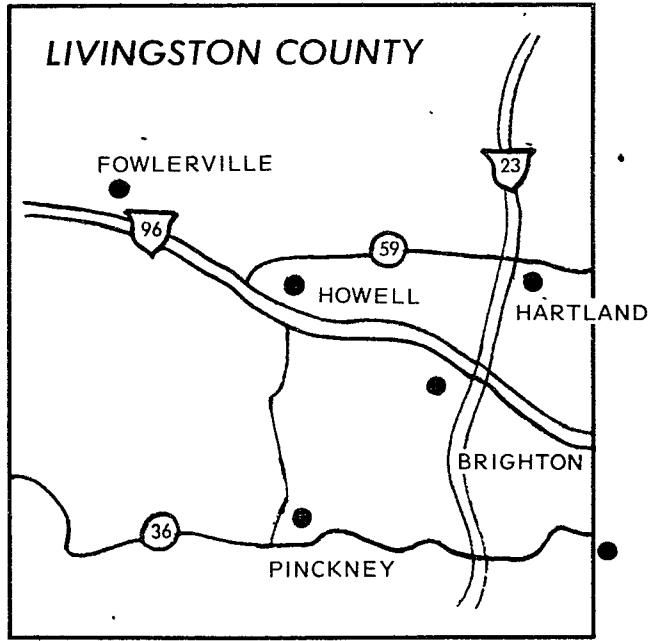 LIVINGSTON COUNTY
FOWLERVILLE
23
96
59
HOWELL
HARTLAND
BRIGHTON
36
PINCKNEY